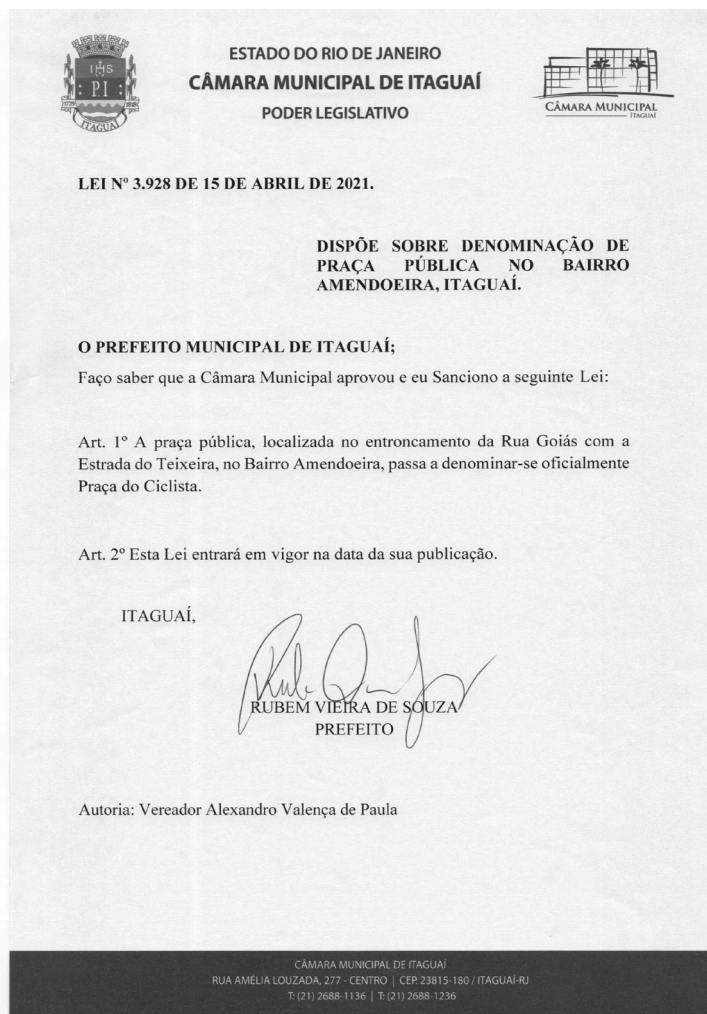 IHS
PI
1729 1818
ITAGUAÍ
ESTADO DO RIO DE JANEIRO
CÂMARA MUNICIPAL DE ITAGUAÍ
PODER LEGISLATIVO
CÂMARA MUNICIPAL
ITAGUAÍ
LEI Nº 3.928 DE 15 DE ABRIL DE 2021.
DISPÕE SOBRE DENOMINAÇÃO DE
PRAÇA PÚBLICA NO BAIRRO
AMENDOEIRA, ITAGUAÍ.
O PREFEITO MUNICIPAL DE ITAGUAÍ;
Faço saber que a Câmara Municipal aprovou e eu Sanciono a seguinte Lei:
Art. 1º A praça pública, localizada no entroncamento da Rua Goiás com a
Estrada do Teixeira, no Bairro Amendoeira, passa a denominar-se oficialmente
Praça do Ciclista.
Art. 2º Esta Lei entrará em vigor na data da sua publicação.
ITAGUAÍ,
RUBEM VIEIRA DE SOUZA
PREFEITO
Autoria: Vereador Alexandro Valença de Paula
CÂMARA MUNICIPAL DE ITAGUAÍ
RUA AMÉLIA LOUZADA, 277 - CENTRO | CEP. 23815-180 / ITAGUAÍ-RJ
T: (21) 2688-1136 | T: (21) 2688-1236